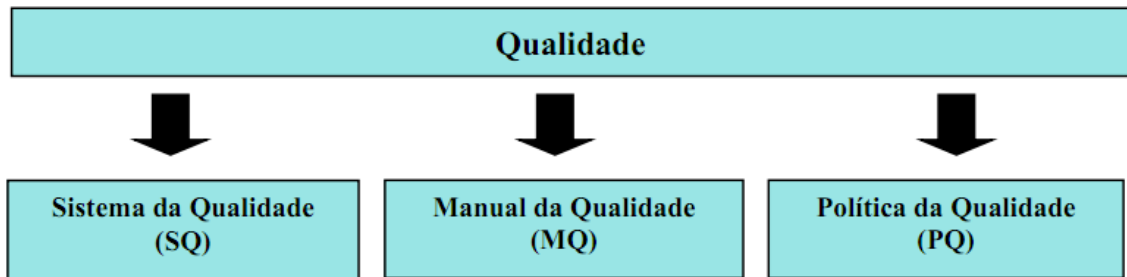 Qualidade
Sistema da Qualidade
(SQ)
Manual da Qualidade
(MQ)
Política da Qualidade
(PQ)